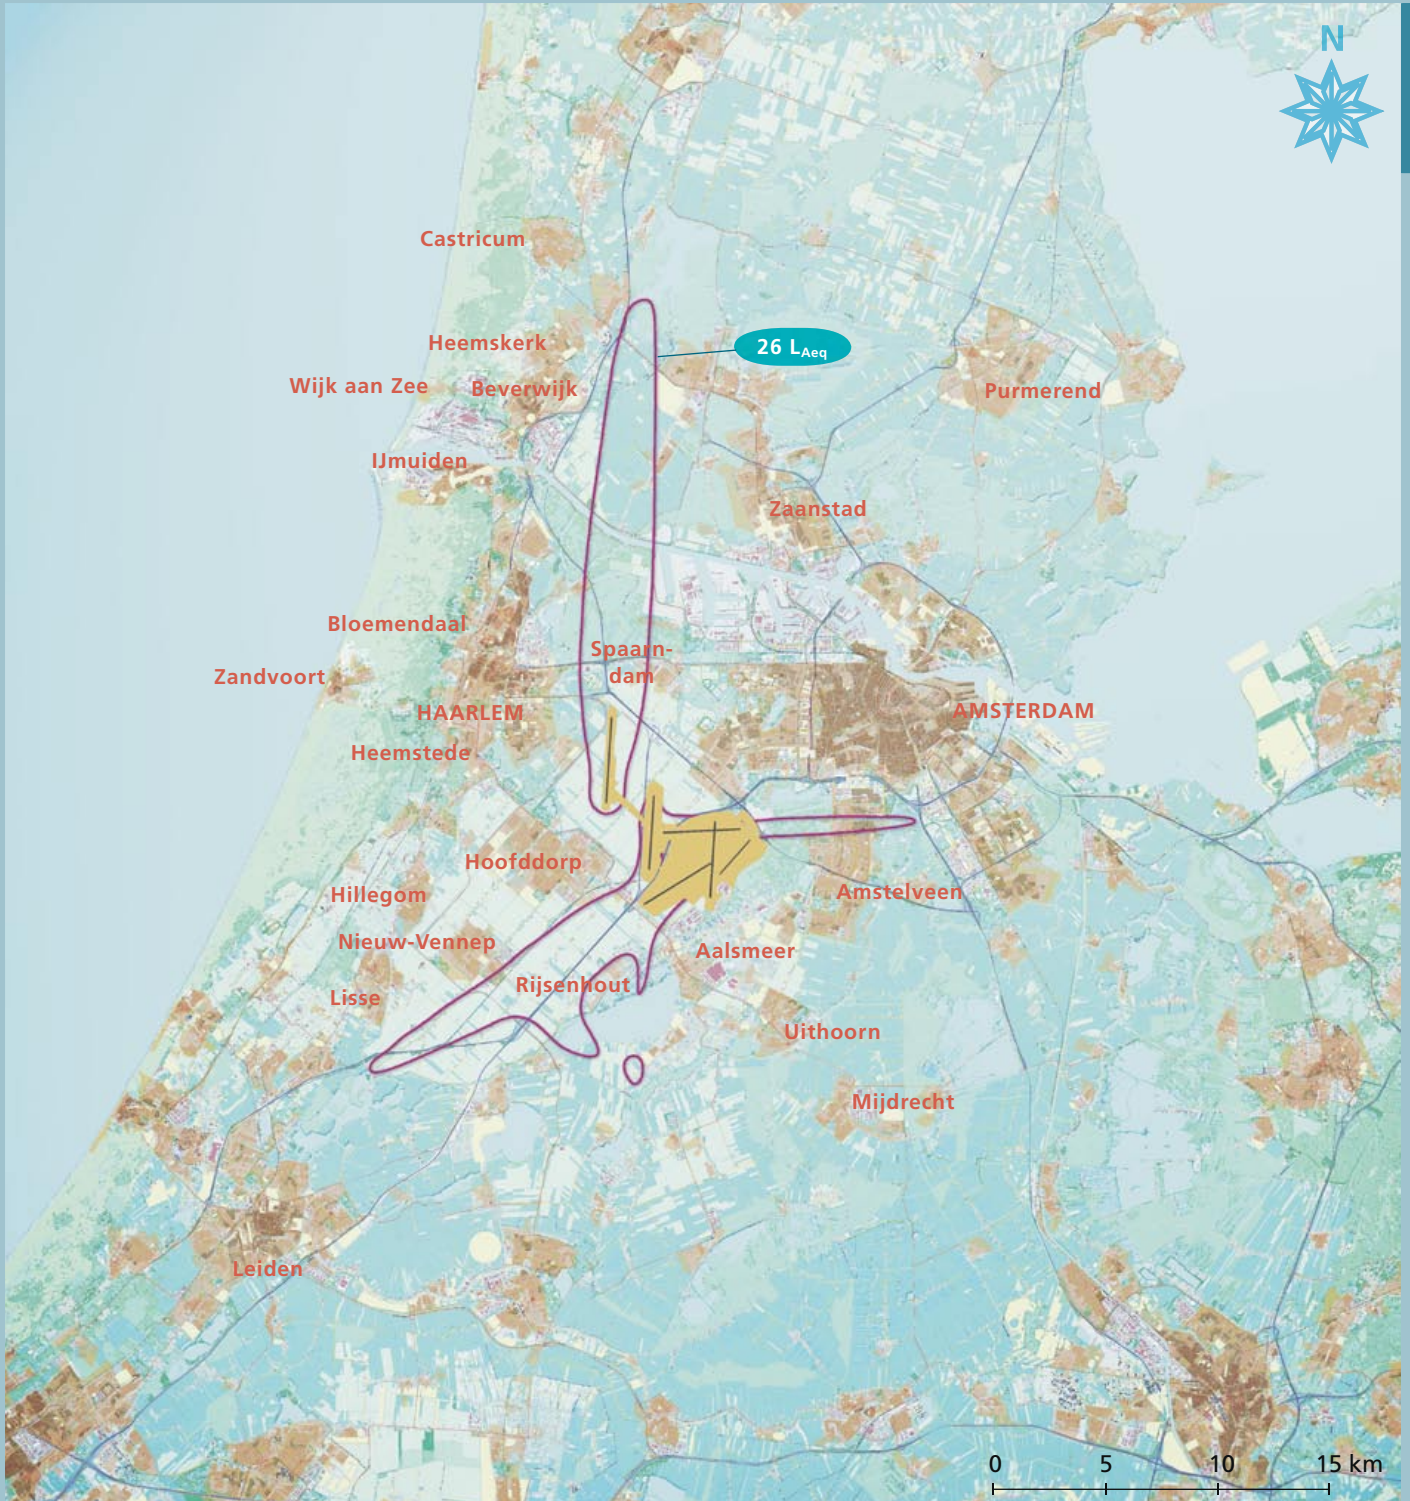 N
Castricum
Heemskerk
26 LAeq
Wijk aan Zee
Beverwijk
Purmerend
IJmuiden
Zaanstad
Bloemendaal
Spaarn-
dam
Zandvoort
HAARLEM
AMSTERDAM
Heemstede
Hoofddorp
Hillegom
Amstelveen
Nieuw-Vennep
Aalsmeer
Rijsenhout
Lisse
Uithoorn
Mijdrecht
Leiden
0 5 10 15 km